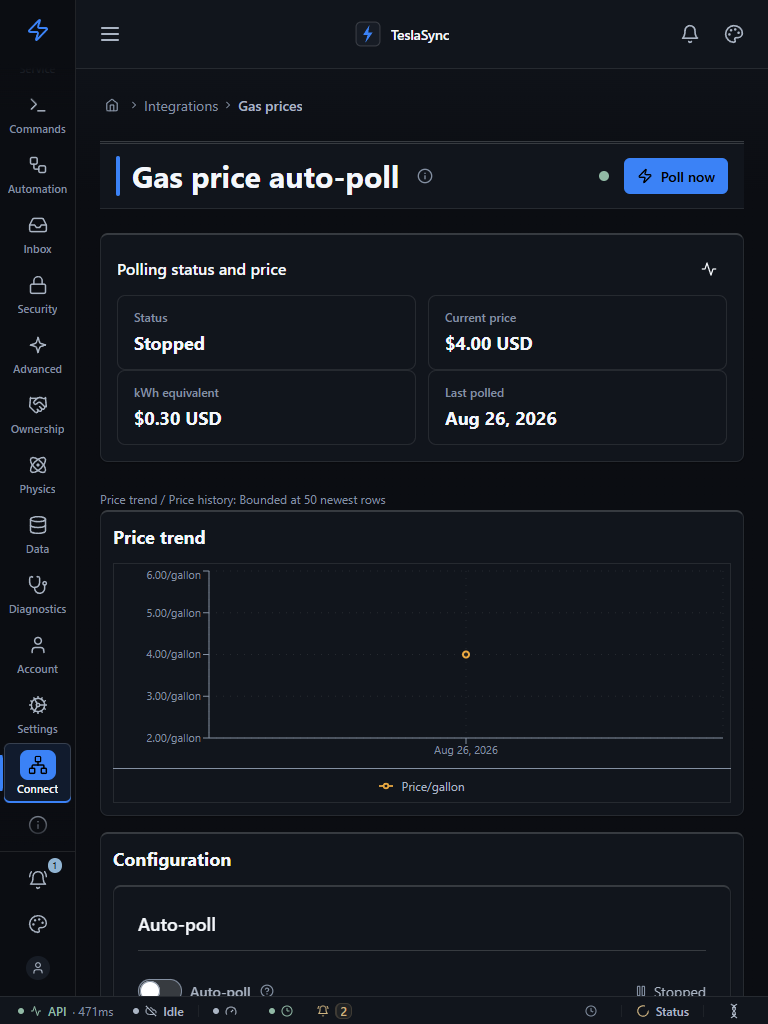 TeslaSync
Commands
Automation
Inbox
Security
Advanced
Ownership
Physics
Data
Diagnostics
Account
Settings
Connect
1
Integrations > Gas prices
Gas price auto-poll
Poll now
Polling status and price
Status
Stopped
Current price
$4.00 USD
kWh equivalent
$0.30 USD
Last polled
Aug 26, 2026
Price trend / Price history: Bounded at 50 newest rows
Price trend
6.00/gallon
5.00/gallon
4.00/gallon
3.00/gallon
2.00/gallon
Aug 26, 2026
Price/gallon
Configuration
Auto-poll
Auto-poll
Stopped
API · 471ms
Idle
2
Status